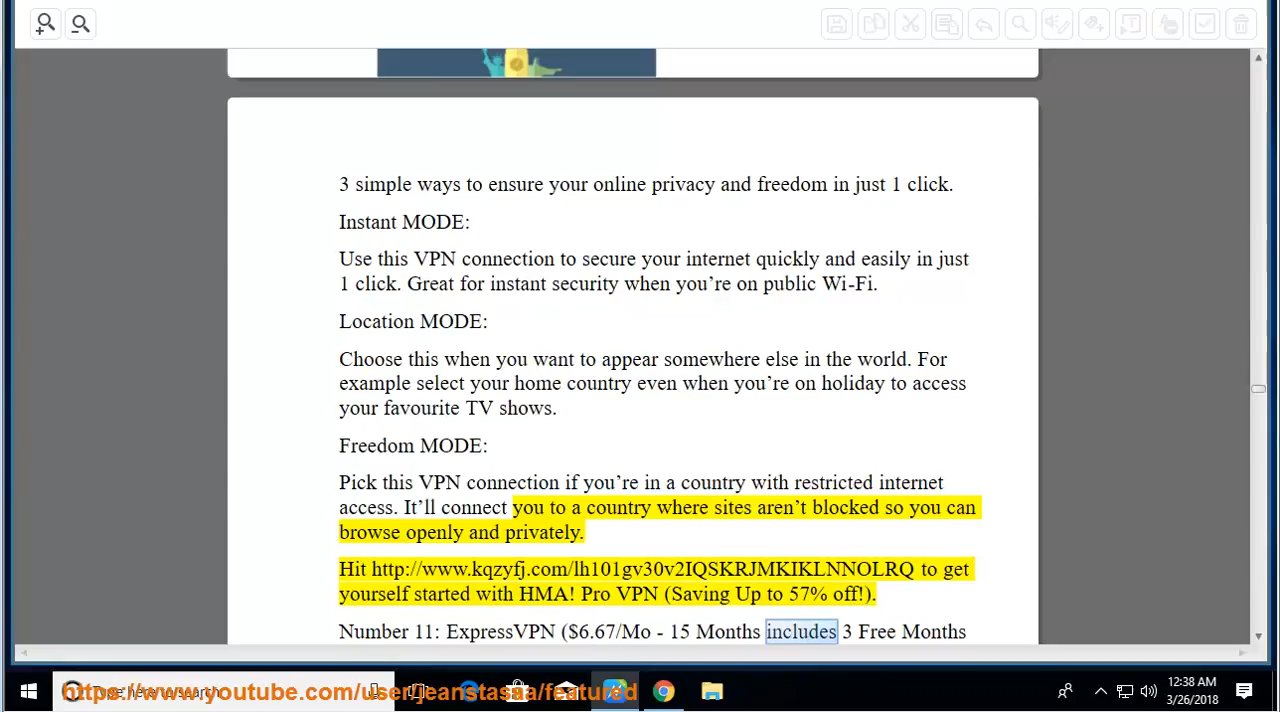 3 simple ways to ensure your online privacy and freedom in just 1 click.
Instant MODE:
Use this VPN connection to secure your internet quickly and easily in just
1 click. Great for instant security when you’re on public Wi-Fi.
Location MODE:
Choose this when you want to appear somewhere else in the world. For
example select your home country even when you’re on holiday to access
your favourite TV shows.
Freedom MODE:
Pick this VPN connection if you’re in a country with restricted internet
access. It’ll connect you to a country where sites aren’t blocked so you can
browse openly and privately.
Hit http://www.kqzyfj.com/lh101gv30v2IQSKRJMKIKLNNOLRQ to get
yourself started with HMA! Pro VPN (Saving Up to 57% off!).
Number 11: ExpressVPN ($6.67/Mo - 15 Months includes 3 Free Months
Type here to search
https://www.youtube.com/user/jeanstassa/featured
12:38 AM
3/26/2018